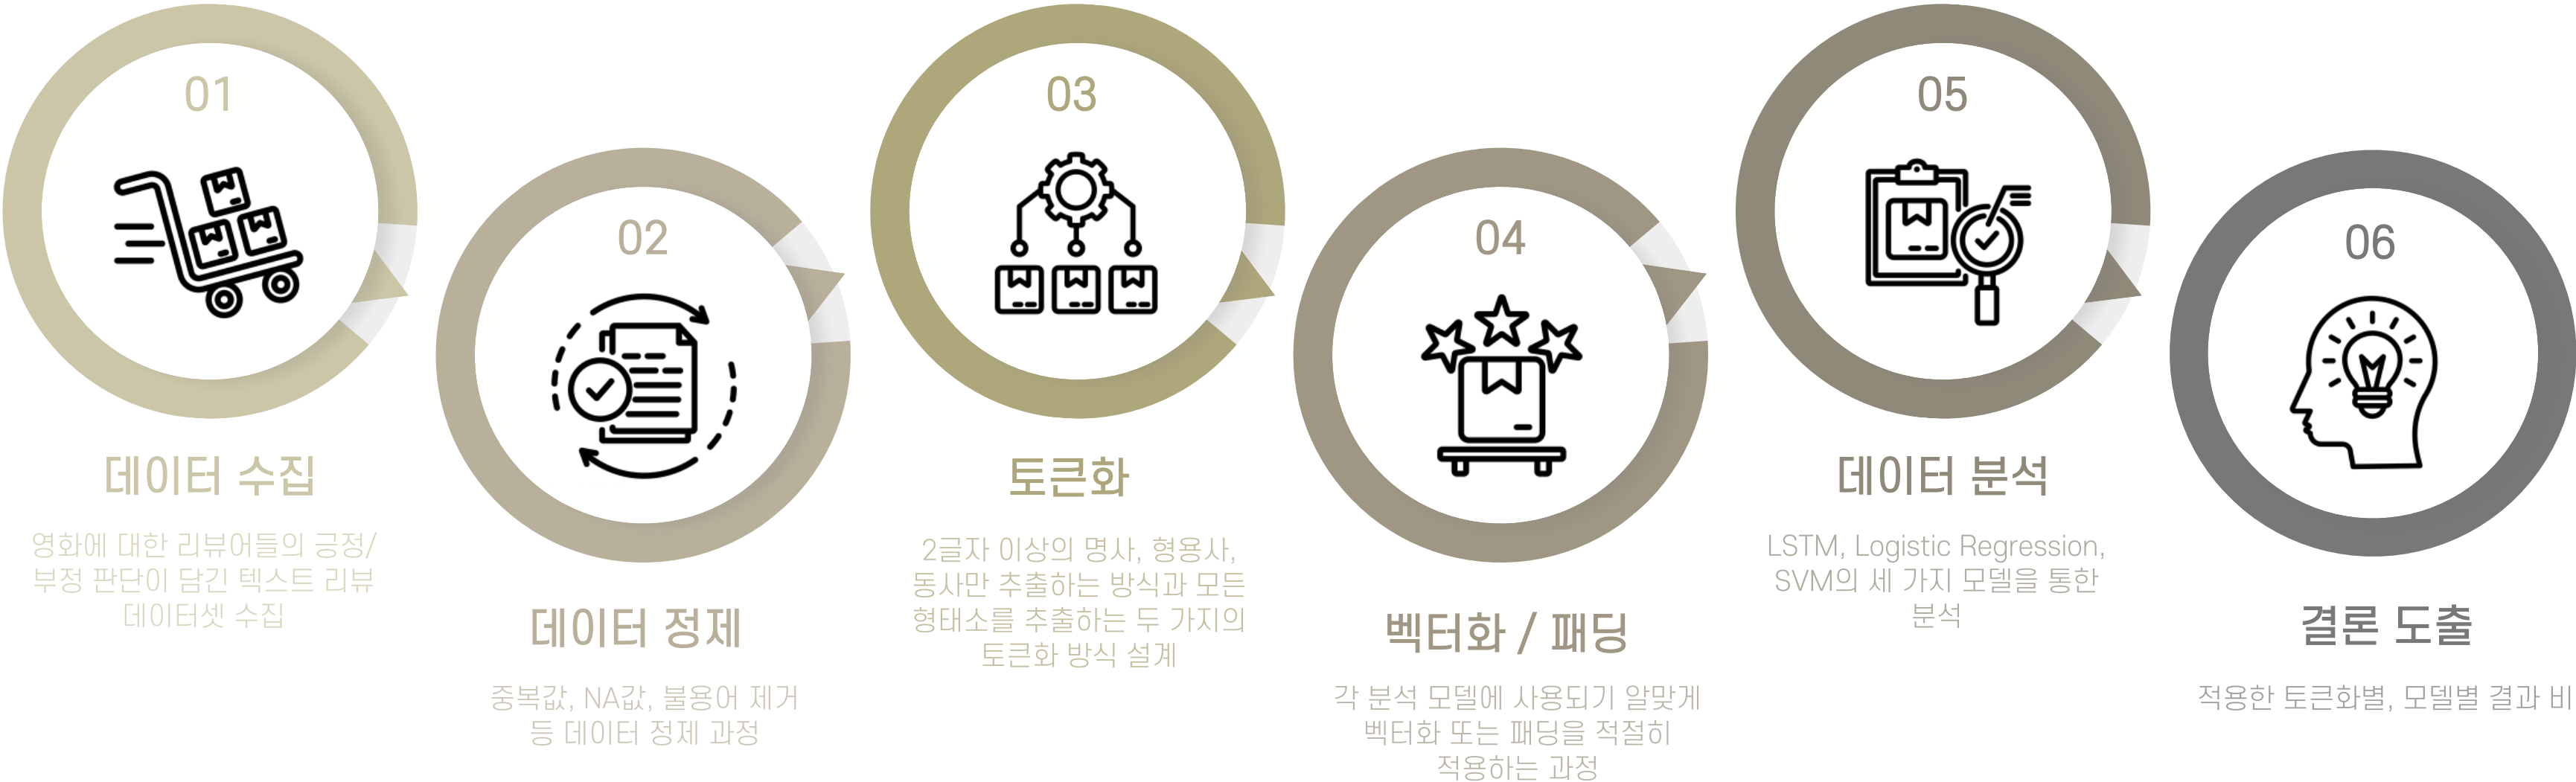 01
데이터 수집
영화에 대한 리뷰어들의 긍정/
부정 판단이 담긴 텍스트 리뷰
데이터셋 수집
02
데이터 정제
중복값, NA값, 불용어 제거
등 데이터 정제 과정
03
토큰화
2글자 이상의 명사, 형용사,
동사만 추출하는 방식과 모든
형태소를 추출하는 두 가지의
토큰화 방식 설계
04
벡터화 / 패딩
각 분석 모델에 사용되기 알맞게
벡터화 또는 패딩을 적절히
적용하는 과정
05
데이터 분석
LSTM, Logistic Regression,
SVM의 세 가지 모델을 통한
분석
06
결론 도출
적용한 토큰화별, 모델별 결과 비